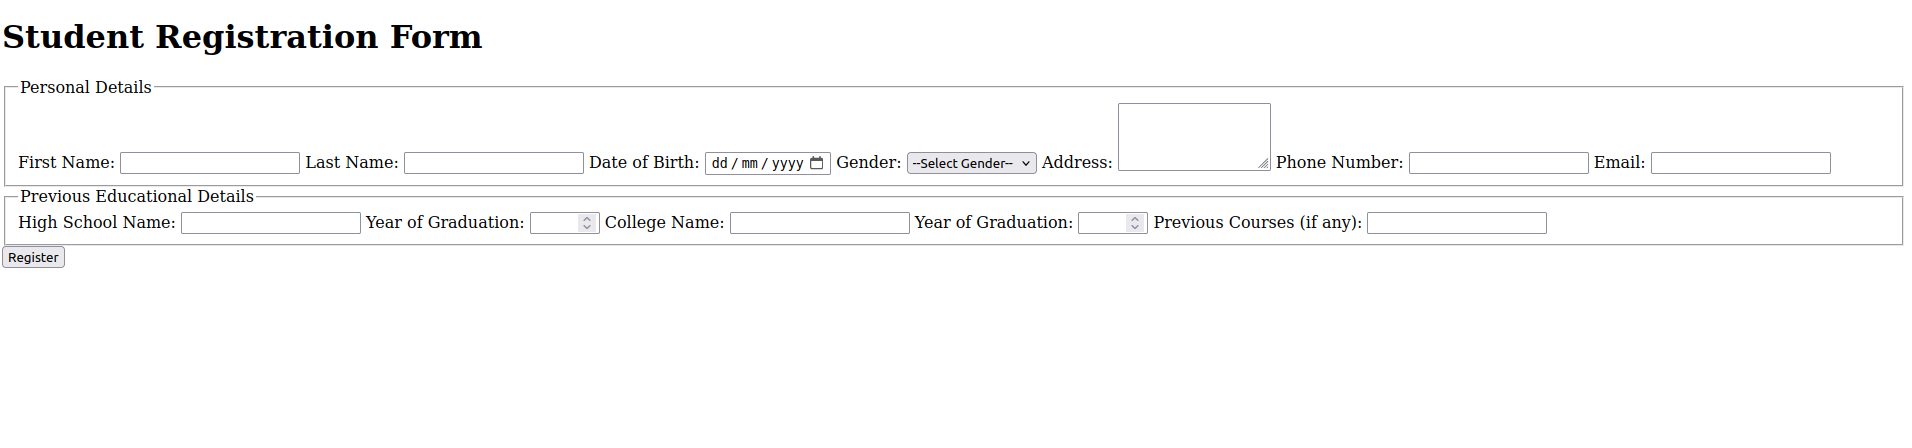 Student Registration Form
Personal Details
First Name: Last Name: Date of Birth: dd / mm / yyyy Gender: --Select Gender-- Address: Phone Number: Email:
Previous Educational Details
High School Name: Year of Graduation: College Name: Year of Graduation: Previous Courses (if any):
Register